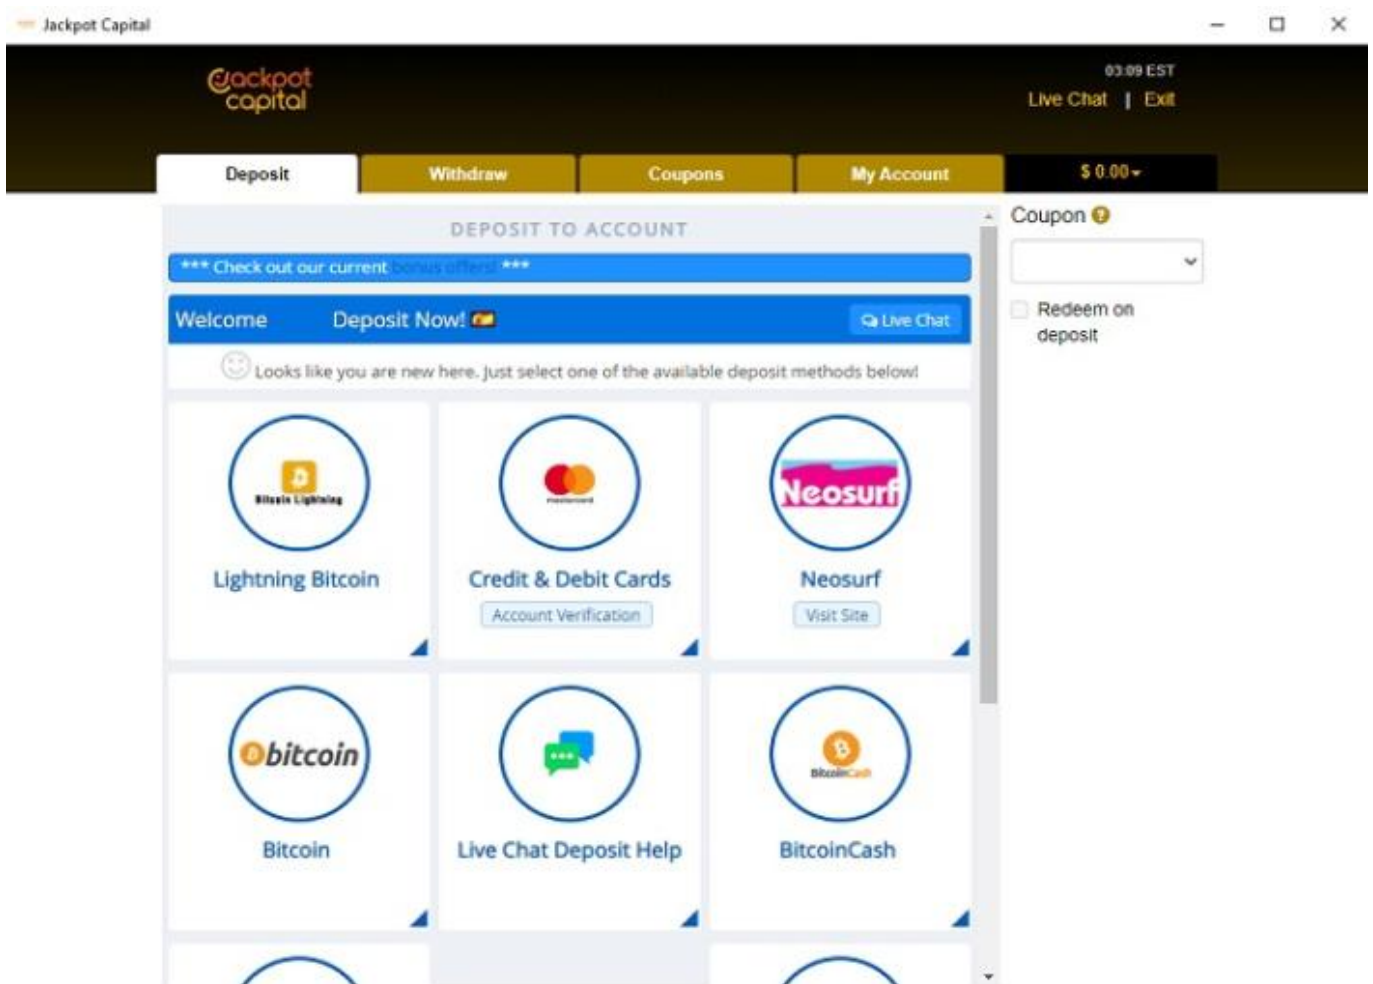 Jackpot Capital
Jackpot
capital
03:09 EST
Live Chat | Exit
Deposit
Withdraw
Coupons
My Account
$ 0.00
DEPOSIT TO ACCOUNT
*** Check out our current bonus offers! ***
Welcome Deposit Now!
Live Chat
Looks like you are new here. Just select one of the available deposit methods below!
Coupon ?
Redeem on
deposit
Bitcoin Lightning
mastercard
Neosurf
Lightning Bitcoin
Credit & Debit Cards
Neosurf
Account Verification
Visit Site
bitcoin
BitcoinCash
Bitcoin
Live Chat Deposit Help
BitcoinCash